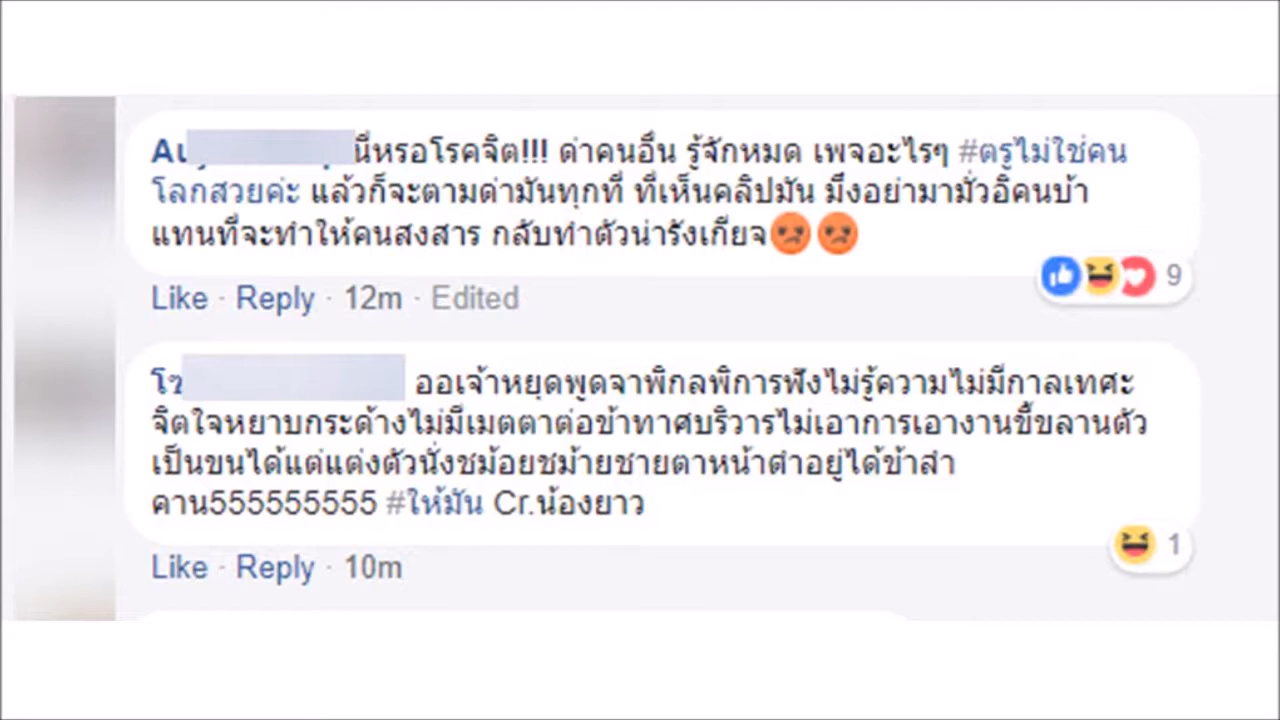 Au นี่หรอโรคจิต!!! ด่าคนอื่น รู้จักหมด เพจอะไรๆ #ตรูไม่ใช่คน
โลกสวยค่ะ แล้วก็จะตามด่ามันทุกที่ ที่เห็นคลิปมัน มึงอย่ามามั่วอิคนบ้า
แทนที่จะทำให้คนสงสาร กลับทำตัวน่ารังเกียจ😡😡
9
Like · Reply · 12m · Edited
โซ ออเจ้าหยุดพูดจาพิกลพิการฟังไม่รู้ความไม่มีกาลเทศะ
จิตใจหยาบกระด้างไม่มีเมตตาต่อข้าทาศบริวารไม่เอาการเอางานขี้ขลานตัว
เป็นขนได้แต่แต่งตัวนั่งชม้อยชม้ายชายตาหน้าดำอยู่ได้ข้าลำ
คาน555555555 #ให้มัน Cr.น้องยาว
1
Like · Reply · 10m